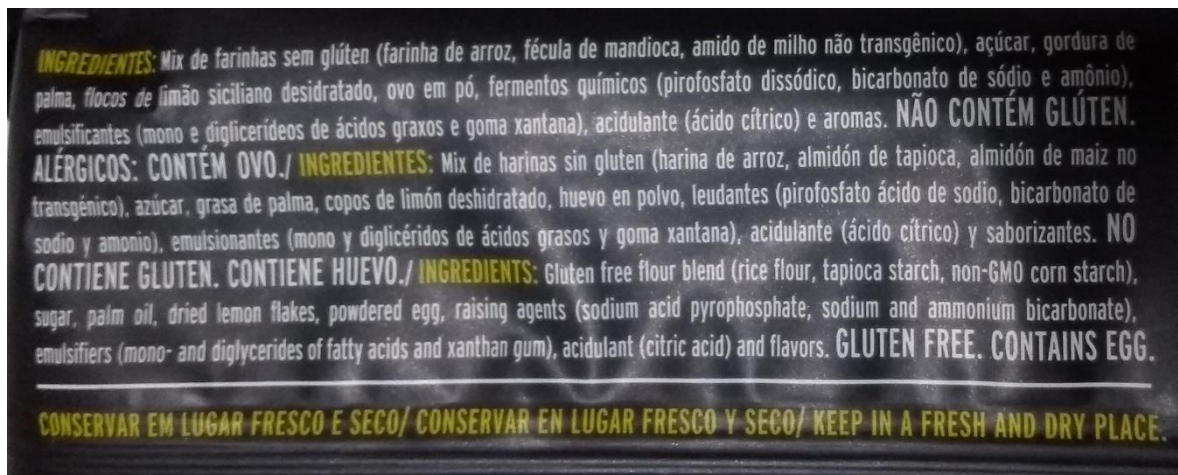 INGREDIENTES: Mix de farinhas sem glúten (farinha de arroz, fécula de mandioca, amido de milho não transgênico), açúcar, gordura de
palma, flocos de limão siciliano desidratado, ovo em pó, fermentos químicos (pirofosfato dissódico, bicarbonato de sódio e amônio),
emulsificantes (mono e diglicerídeos de ácidos graxos e goma xantana), acidulante (ácido cítrico) e aromas. NÃO CONTÉM GLÚTEN.
ALÉRGICOS: CONTÉM OVO./ INGREDIENTES: Mix de harinas sin gluten (harina de arroz, almidón de tapioca, almidón de maiz no
transgénico), azúcar, grasa de palma, copos de limón deshidratado, huevo en polvo, leudantes (pirofosfato ácido de sodio, bicarbonato de
sodio y amonio), emulsionantes (mono y diglicéridos de ácidos grasos y goma xantana), acidulante (ácido cítrico) y saborizantes. NO
CONTIENE GLUTEN. CONTIENE HUEVO./ INGREDIENTS: Gluten free flour blend (rice flour, tapioca starch, non-GMO corn starch),
sugar, palm oil, dried lemon flakes, powdered egg, raising agents (sodium acid pyrophosphate; sodium and ammonium bicarbonate),
emulsifiers (mono- and diglycerides of fatty acids and xanthan gum), acidulant (citric acid) and flavors. GLUTEN FREE. CONTAINS EGG.
CONSERVAR EM LUGAR FRESCO E SECO/ CONSERVAR EN LUGAR FRESCO Y SECO/ KEEP IN A FRESH AND DRY PLACE.